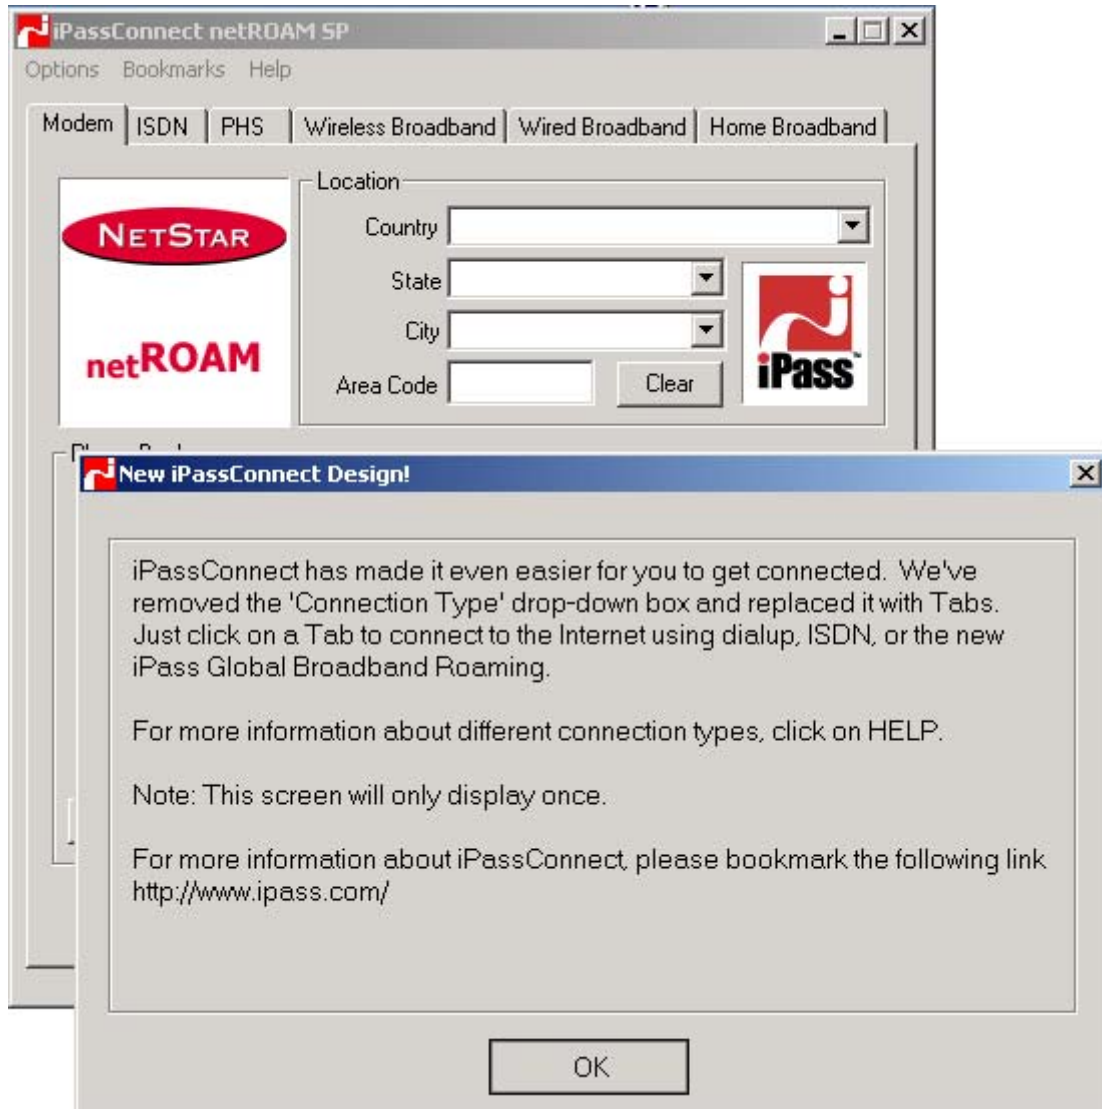 iPassConnect netROAM SP
Options Bookmarks Help
Modem ISDN PHS Wireless Broadband Wired Broadband Home Broadband
NETSTAR
netROAM
Location
Country
State
City
Area Code
Clear
iPass™
New iPassConnect Design!
iPassConnect has made it even easier for you to get connected. We've
removed the 'Connection Type' drop-down box and replaced it with Tabs.
Just click on a Tab to connect to the Internet using dialup, ISDN, or the new
iPass Global Broadband Roaming.
For more information about different connection types, click on HELP.
Note: This screen will only display once.
For more information about iPassConnect, please bookmark the following link
http://www.ipass.com/
OK